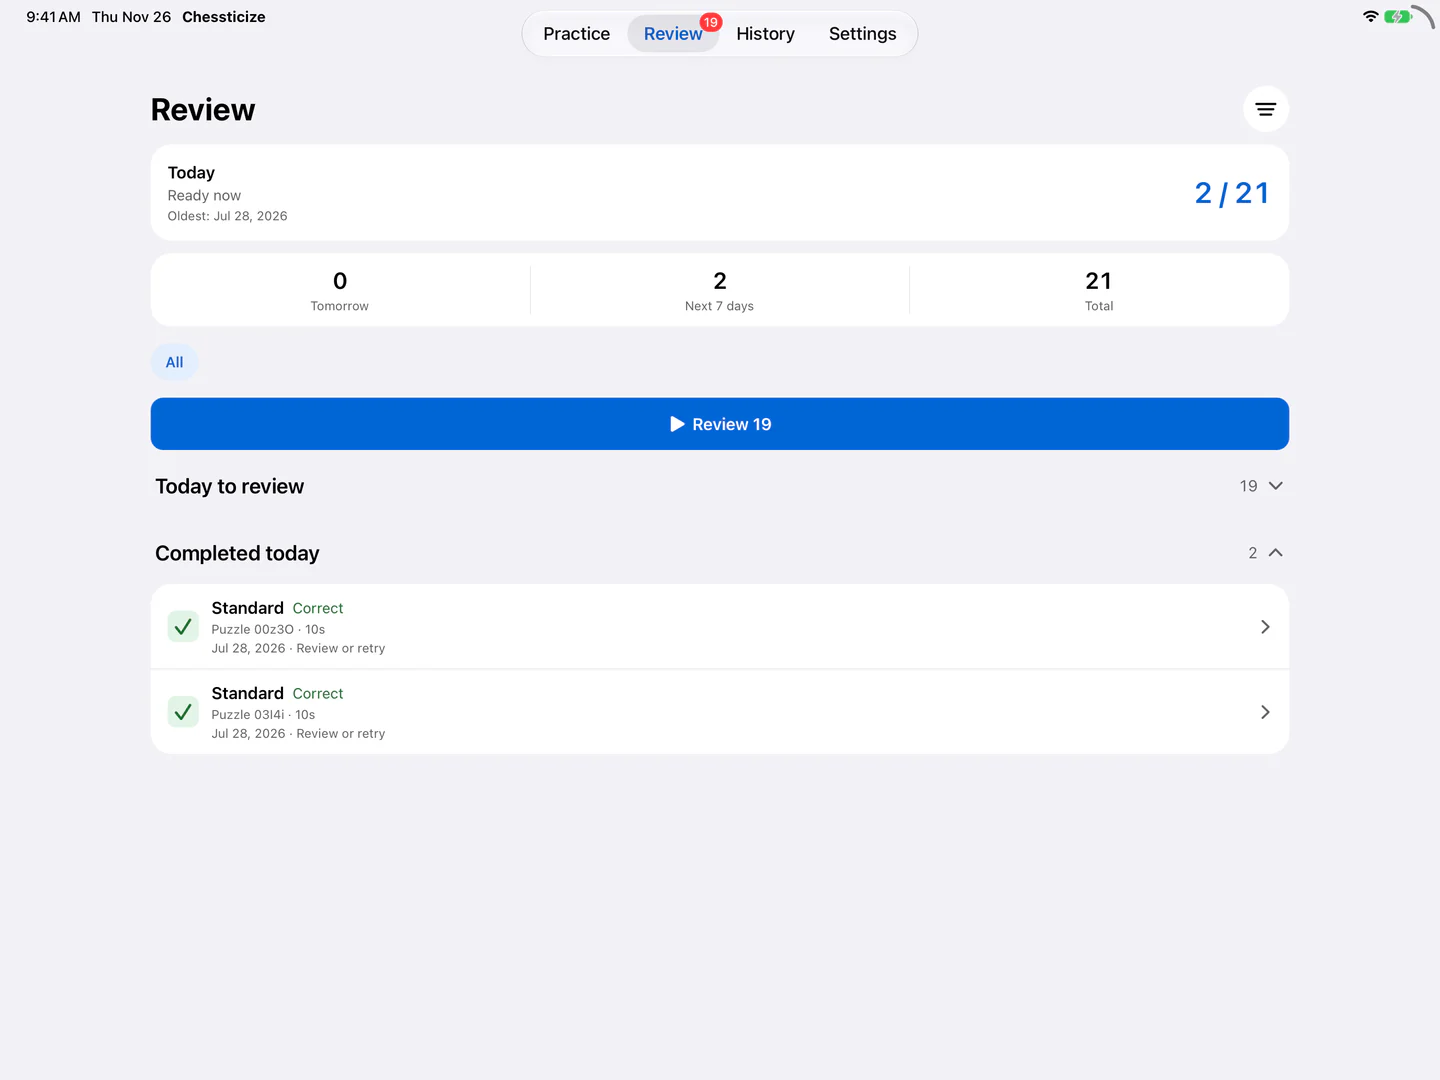 9:41 AM Thu Nov 26 Chessticize
Practice Review 19 History Settings
Review
Today
Ready now
Oldest: Jul 28, 2026
2 / 21
0
Tomorrow
2
Next 7 days
21
Total
All
Review 19
Today to review 19
Completed today 2
Standard Correct
Puzzle 00z3O · 10s
Jul 28, 2026 · Review or retry
Standard Correct
Puzzle 03I4i · 10s
Jul 28, 2026 · Review or retry